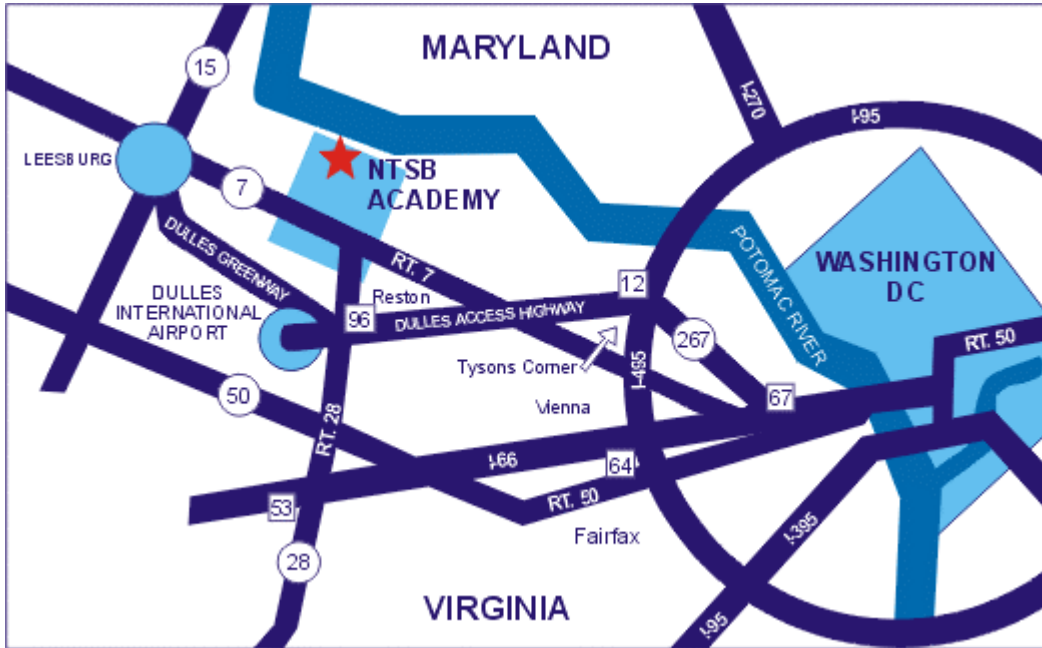 MARYLAND
15
I-270
I-95
LEESBURG
NTSB
ACADEMY
7
DULLES GREENWAY
RT. 7
POTOMAC RIVER
WASHINGTON
DC
DULLES
INTERNATIONAL
AIRPORT
Reston
96
DULLES ACCESS HIGHWAY
12
267
RT. 50
Tysons Corner
I-495
50
RT. 28
Vienna
67
I-66
64
53
RT. 50
Fairfax
I-395
28
VIRGINIA
I-95